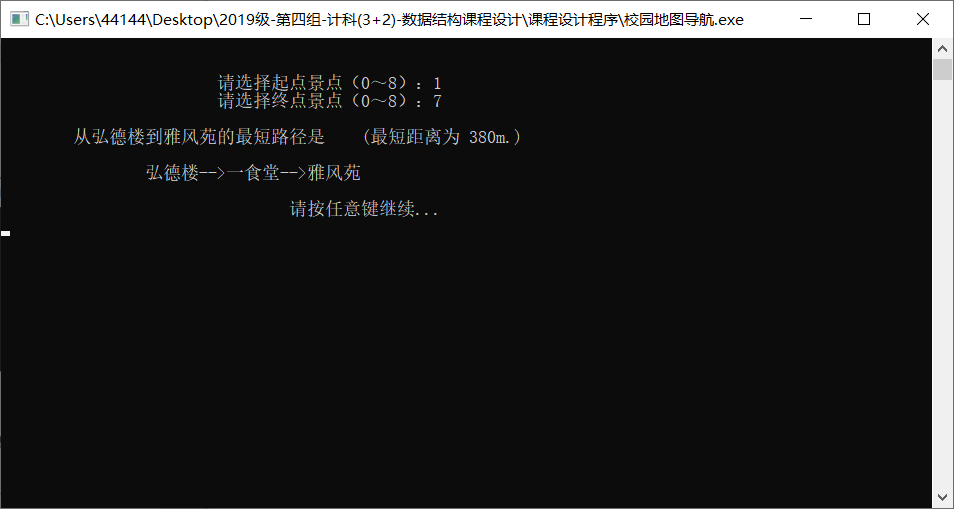 C:\Users\44144\Desktop\2019级-第四组-计科(3+2)-数据结构课程设计\课程设计程序\校园地图导航.exe
请选择起点景点（0～8）：1
请选择终点景点（0～8）：7
从弘德楼到雅风苑的最短路径是 (最短距离为 380m.)
弘德楼-->一食堂-->雅风苑
请按任意键继续...